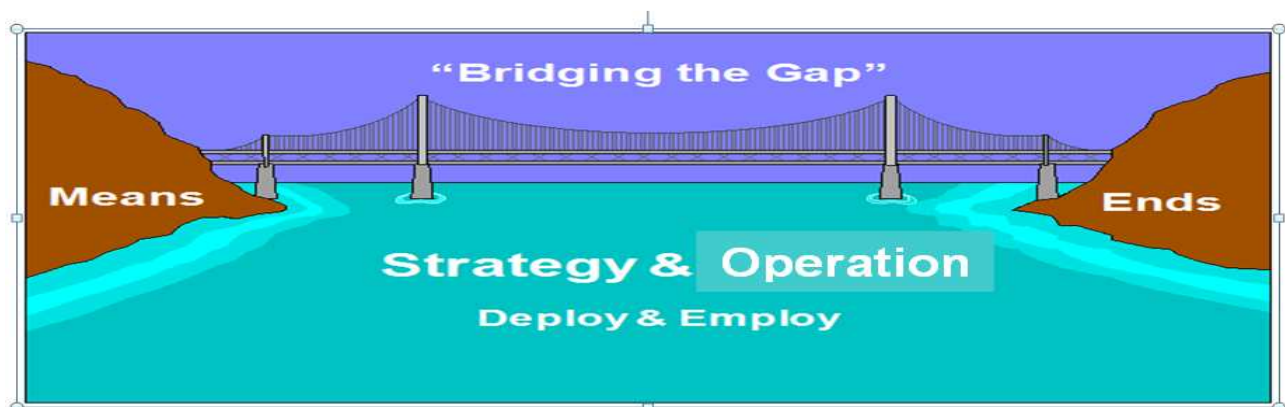 “Bridging the Gap”
Means
Ends
Strategy & Operation
Deploy & Employ